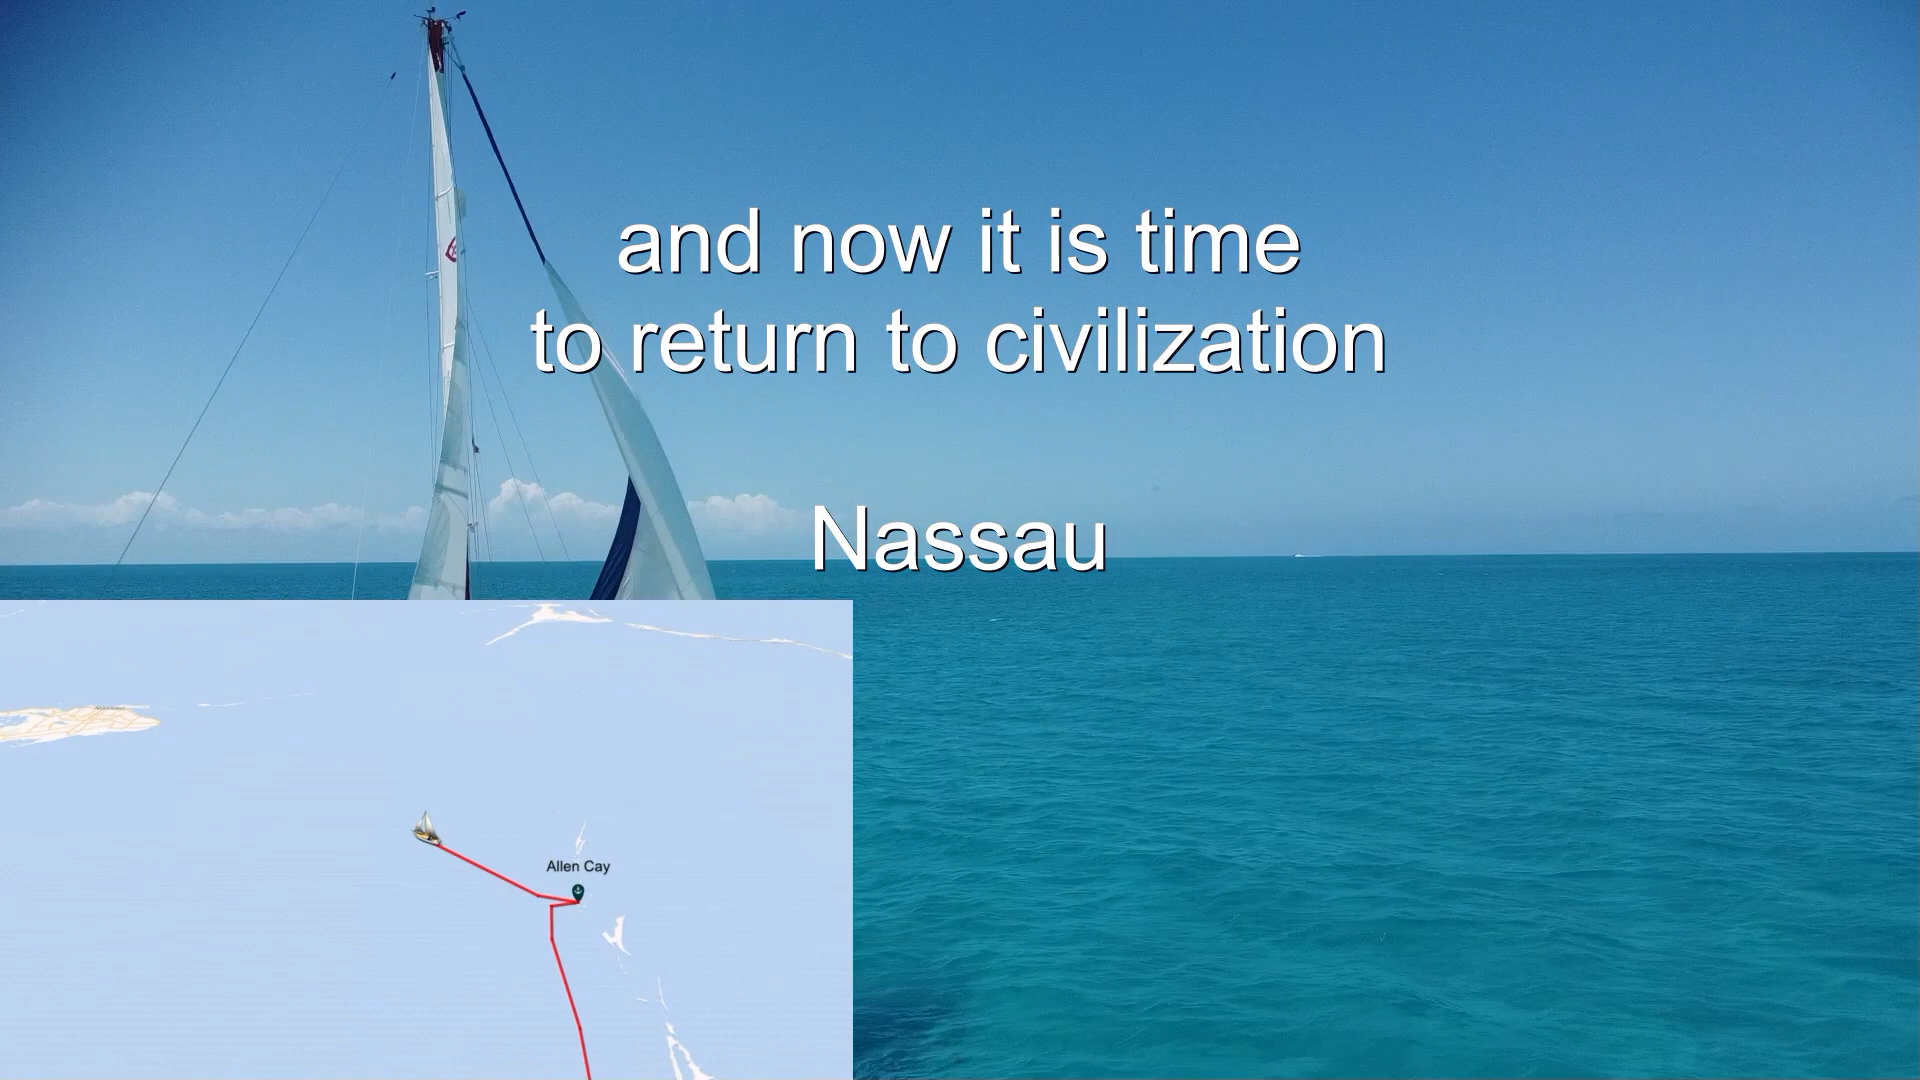 and now it is time
to return to civilization
Nassau
Allen Cay